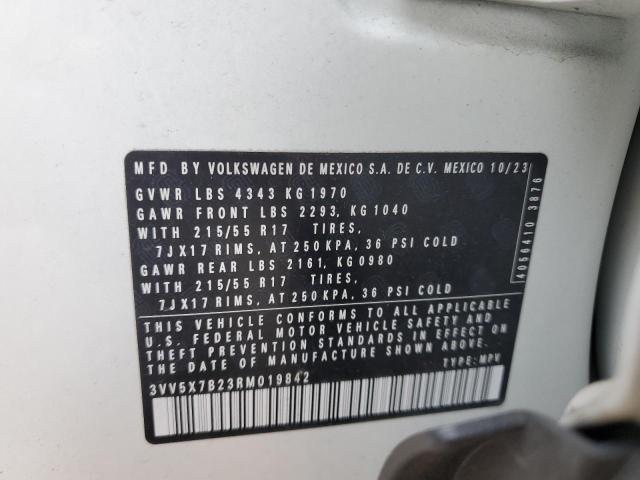 MFD BY VOLKSWAGEN DE MEXICO S.A. DE C.V. MEXICO 10/23
GVWR LBS 4343 KG 1970
GAWR FRONT LBS 2293, KG 1040
WITH 215/55 R17 TIRES,
7JX17 RIMS, AT 250 KPA, 36 PSI COLD
GAWR REAR LBS 2161, KG 0980
WITH 215/55 R17 TIRES,
7JX17 RIMS, AT 250 KPA, 36 PSI COLD
THIS VEHICLE CONFORMS TO ALL APPLICABLE
U.S. FEDERAL MOTOR VEHICLE SAFETY AND
THEFT PREVENTION STANDARDS IN EFFECT ON
THE DATE OF MANUFACTURE SHOWN ABOVE.
TYPE: MPV
3VV5X7B23RM019842
4056410 3876